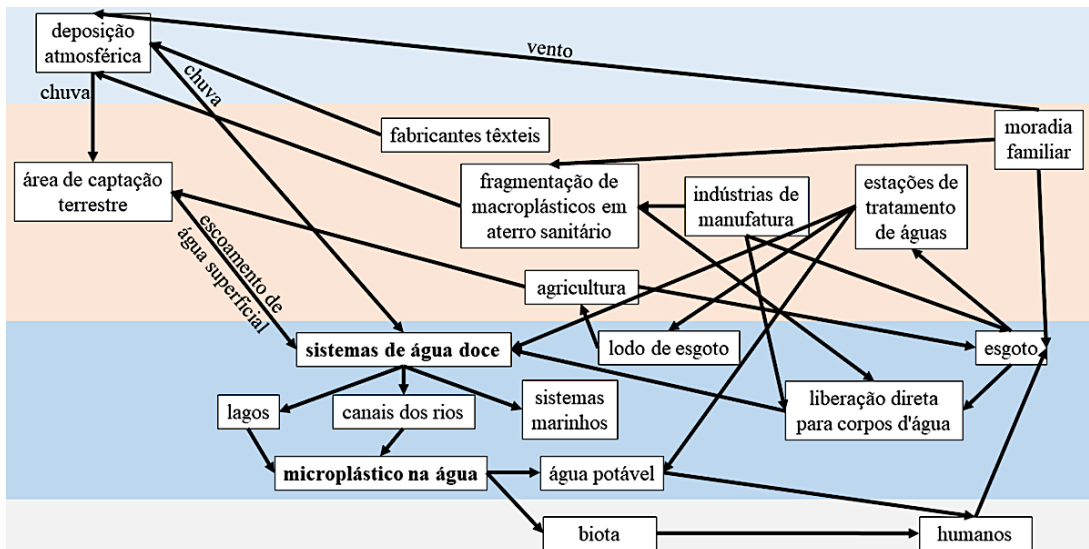 deposição
atmosférica
vento
chuva
chuva
fabricantes têxteis
moradia
familiar
área de captação
terrestre
fragmentação de
macroplásticos em
aterro sanitário
indústrias de
manufatura
estações de
tratamento
de águas
escoamento de
água superficial
agricultura
sistemas de água doce
lodo de esgoto
esgoto
lagos
canais dos rios
sistemas
marinhos
liberação direta
para corpos d'água
microplástico na água
água potável
biota
humanos